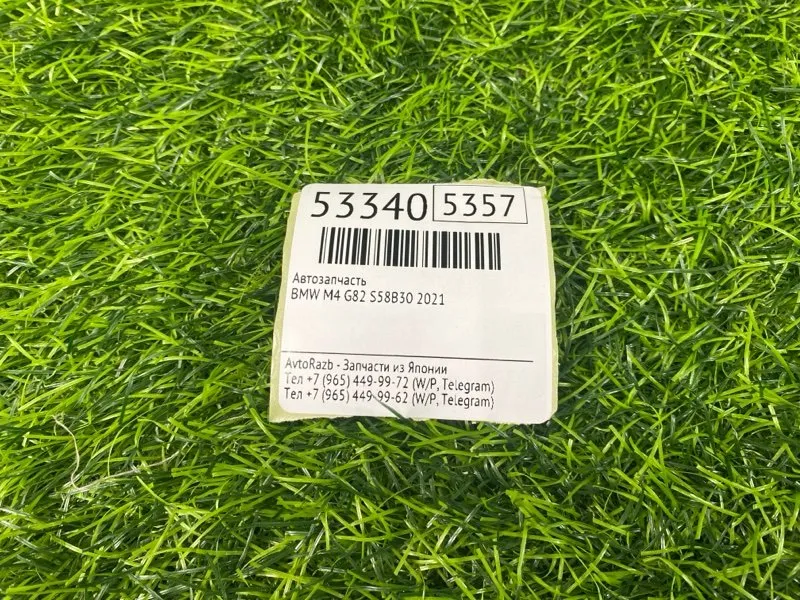 53340 5357
Автозапчасть
BMW M4 G82 S58B30 2021
AvtoRazb - Запчасти из Японии
Тел +7 (965) 449-99-72 (W/P, Telegram)
Тел +7 (965) 449-99-62 (W/P, Telegram)